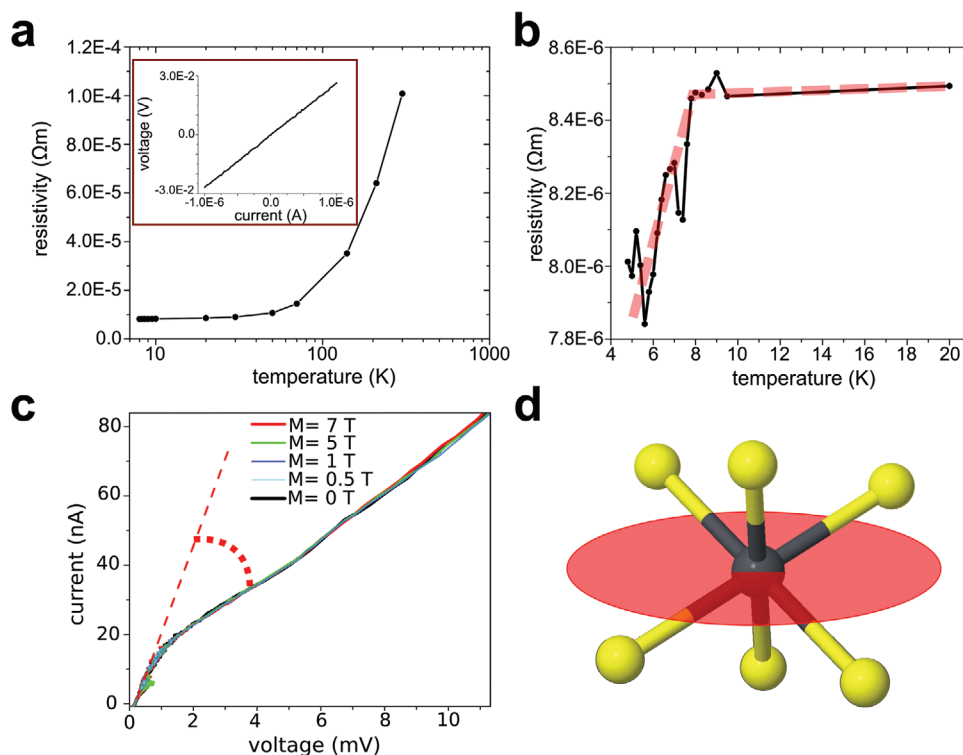 a
resistivity (Ωm)
1.2E-4
1.0E-4
8.0E-5
6.0E-5
4.0E-5
2.0E-5
0.0
10
100
1000
temperature (K)
voltage (V)
3.0E-2
0.0
-3.0E-2
-1.0E-6
0.0
1.0E-6
current (A)
b
resistivity (Ωm)
8.6E-6
8.4E-6
8.2E-6
8.0E-6
7.8E-6
4 6 8 10 12 14 16 18 20
temperature (K)
c
current (nA)
80
60
40
20
0
0 2 4 6 8 10
voltage (mV)
M= 7 T
M= 5 T
M= 1 T
M= 0.5 T
M= 0 T
d